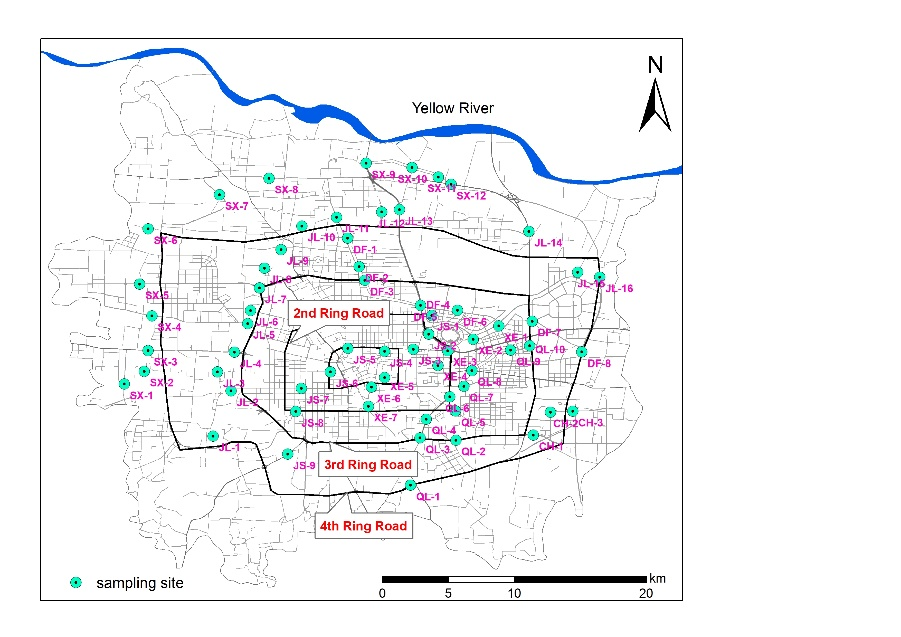 N
Yellow River
SX-9
SX-10
SX-11
SX-12
SX-8
SX-7
JL-12
JL-13
JL-11
JL-10
JL-14
SX-6
DF-1
JL-9
JL-8
DF-2
DF-3
JL-15
JL-16
SX-5
JL-7
DF-4
DF-5
2nd Ring Road
SX-4
JL-6
JL-5
JS-1
DF-6
XE-1
DF-7
JS-2
XE-2
QL-10
SX-3
JL-4
JS-5
JS-4
JS-3
XE-3
QL-9
DF-8
SX-2
JL-3
JS-6
XE-5
XE-4
QL-8
SX-1
JL-2
JS-7
XE-6
QL-7
QL-6
JS-8
XE-7
QL-4
QL-5
CH-2
CH-3
JL-1
QL-3
QL-2
CH-1
JS-9
3rd Ring Road
QL-1
4th Ring Road
sampling site
km
0
5
10
20